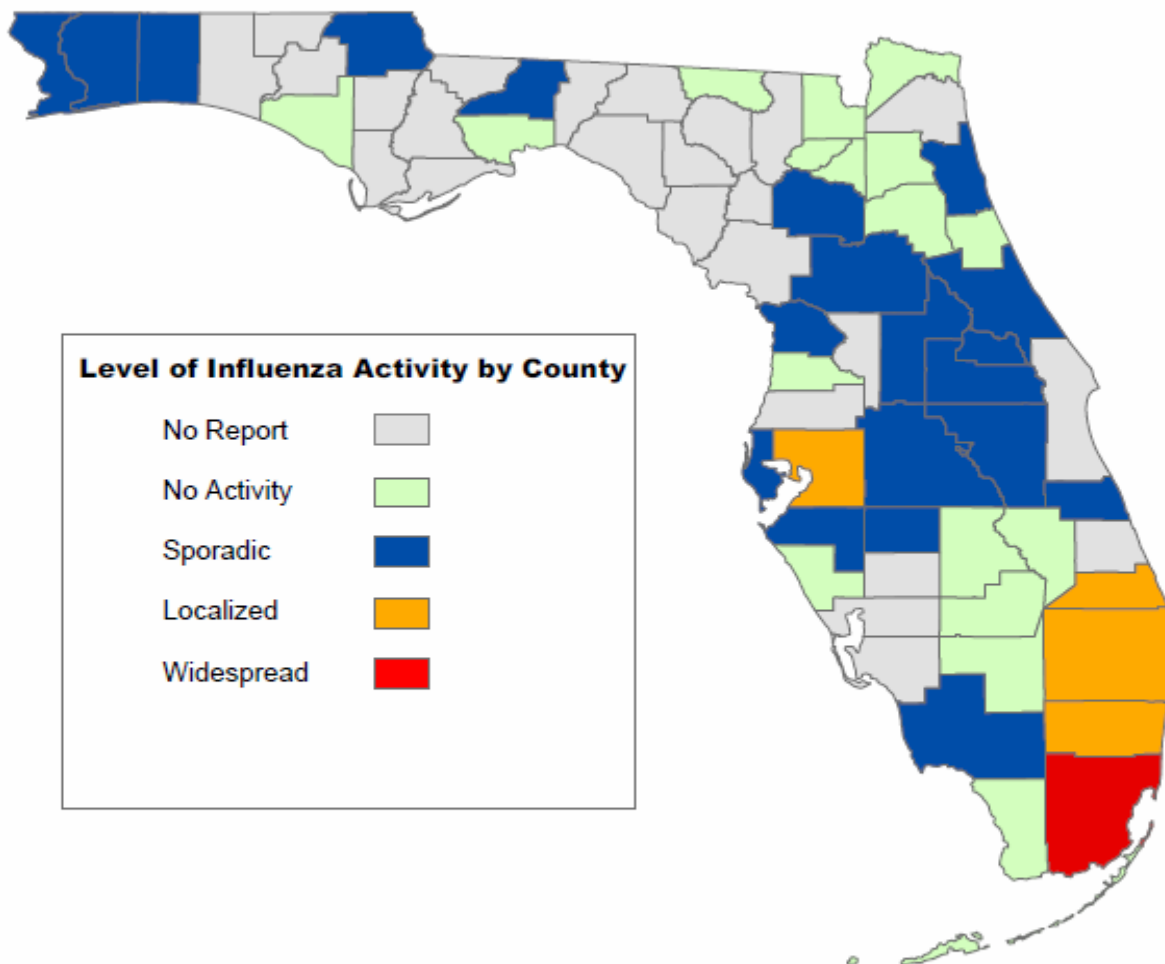 Level of Influenza Activity by County
No Report
No Activity
Sporadic
Localized
Widespread